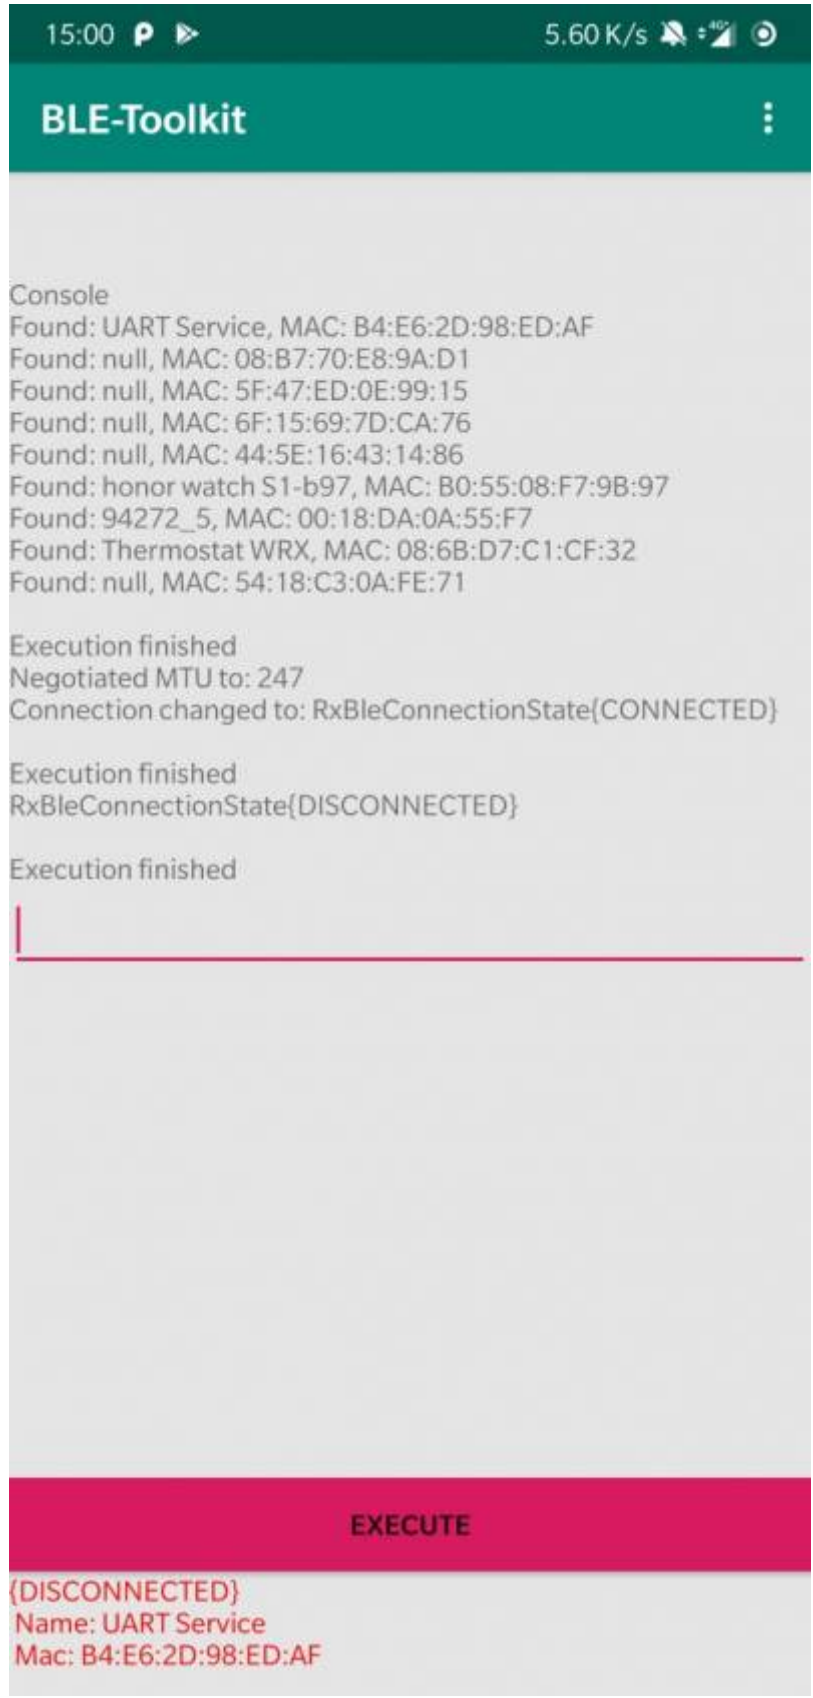 15:00
5.60 K/s 4G+
BLE-Toolkit
Console
Found: UART Service, MAC: B4:E6:2D:98:ED:AF
Found: null, MAC: 08:B7:70:E8:9A:D1
Found: null, MAC: 5F:47:ED:0E:99:15
Found: null, MAC: 6F:15:69:7D:CA:76
Found: null, MAC: 44:5E:16:43:14:86
Found: honor watch S1-b97, MAC: B0:55:08:F7:9B:97
Found: 94272_5, MAC: 00:18:DA:0A:55:F7
Found: Thermostat WRX, MAC: 08:6B:D7:C1:CF:32
Found: null, MAC: 54:18:C3:0A:FE:71
Execution finished
Negotiated MTU to: 247
Connection changed to: RxBleConnectionState{CONNECTED}
Execution finished
RxBleConnectionState{DISCONNECTED}
Execution finished
EXECUTE
{DISCONNECTED}
Name: UART Service
Mac: B4:E6:2D:98:ED:AF